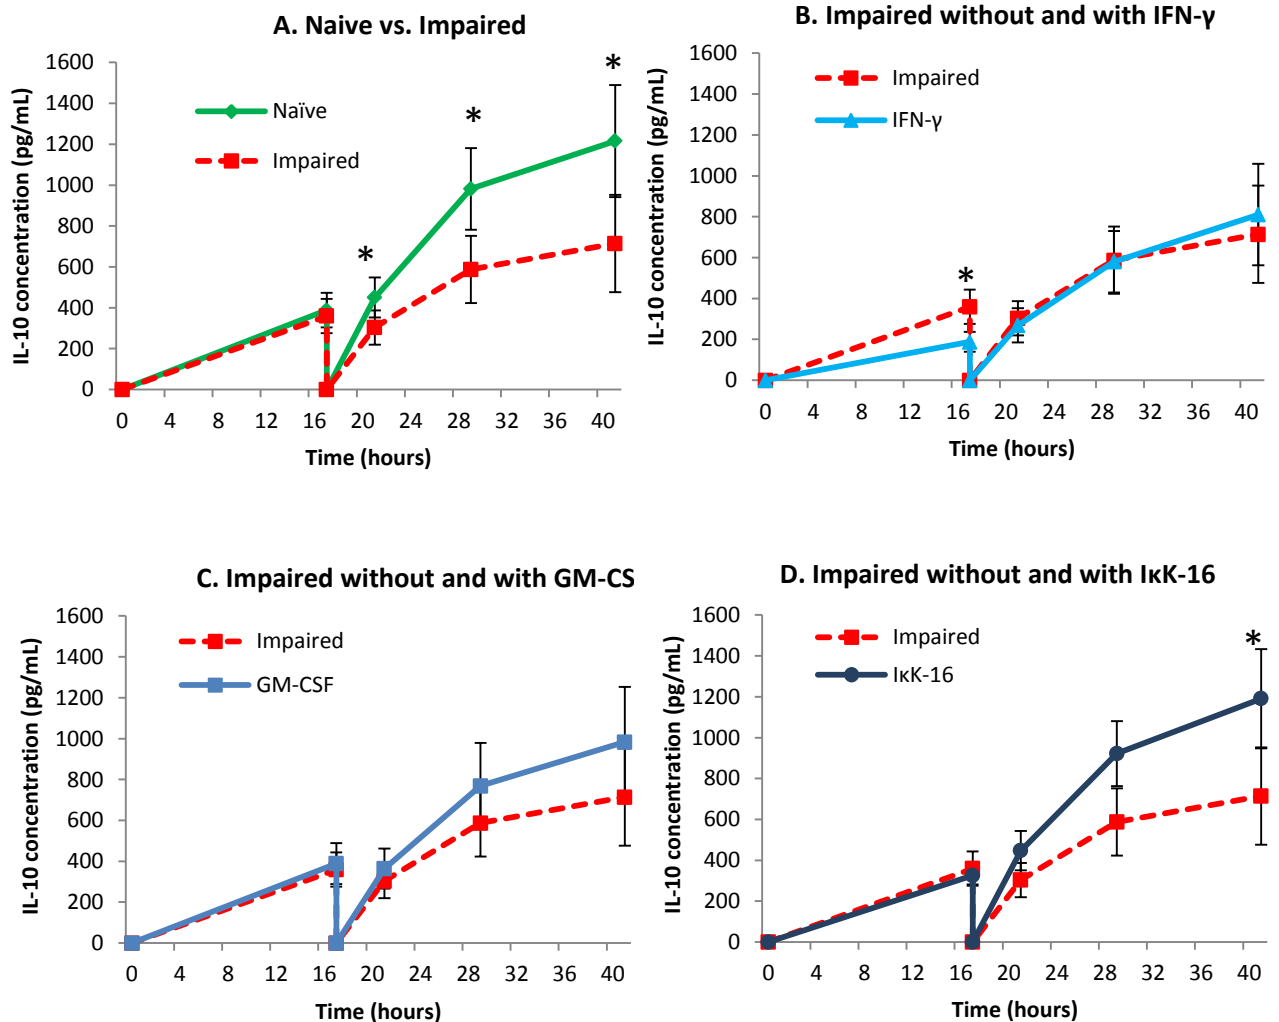 A. Naive vs. Impaired
IL-10 concentration (pg/mL)
1600
1400
1200
1000
800
600
400
200
0
Naïve
Impaired
*
*
*
0 4 8 12 16 20 24 28 32 36 40
Time (hours)
B. Impaired without and with IFN-γ
IL-10 concentration (pg/mL)
1600
1400
1200
1000
800
600
400
200
0
Impaired
IFN-γ
*
0 4 8 12 16 20 24 28 32 36 40
Time (hours)
C. Impaired without and with GM-CS
IL-10 concentration (pg/mL)
1600
1400
1200
1000
800
600
400
200
0
Impaired
GM-CSF
0 4 8 12 16 20 24 28 32 36 40
Time (hours)
D. Impaired without and with IκK-16
IL-10 concentration (pg/mL)
1600
1400
1200
1000
800
600
400
200
0
Impaired
IκK-16
*
0 4 8 12 16 20 24 28 32 36 40
Time (hours)